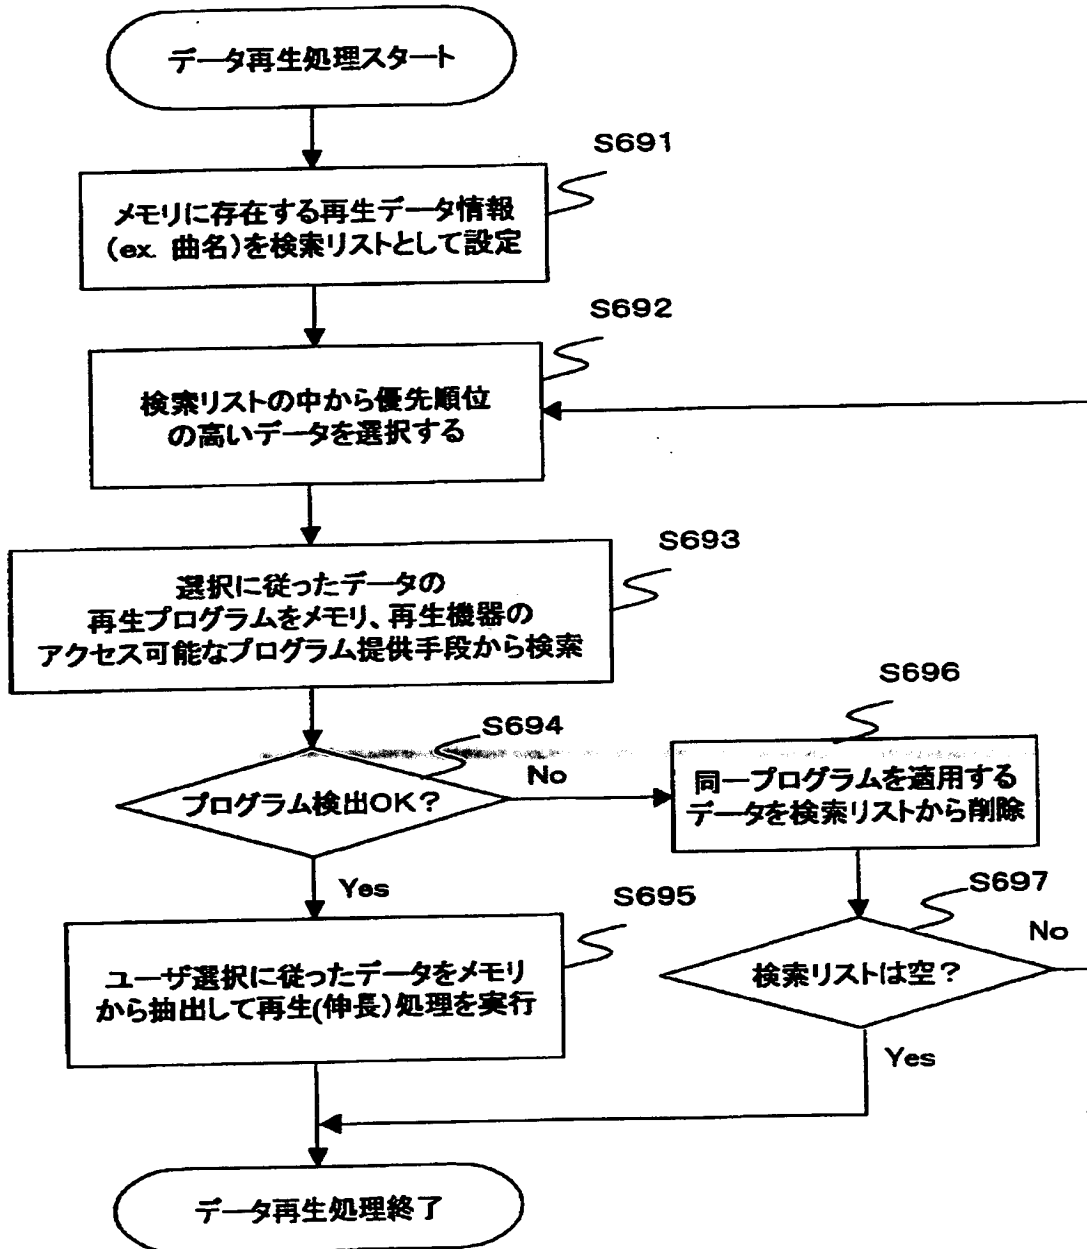 データ再生処理スタート
S691
メモリに存在する再生データ情報
(ex. 曲名)を検索リストとして設定
S692
検索リストの中から優先順位
の高いデータを選択する
S693
選択に従ったデータの
再生プログラムをメモリ、再生機器の
アクセス可能なプログラム提供手段から検索
S694
プログラム検出OK?
No
Yes
S696
同一プログラムを適用する
データを検索リストから削除
S695
ユーザ選択に従ったデータをメモリ
から抽出して再生(伸長)処理を実行
S697
検索リストは空?
No
Yes
データ再生処理終了